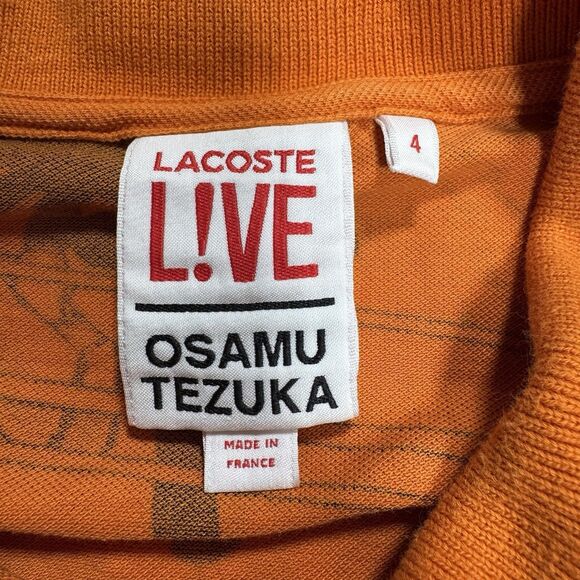 LACOSTE
L!VE
OSAMU
TEZUKA
MADE IN
FRANCE
4